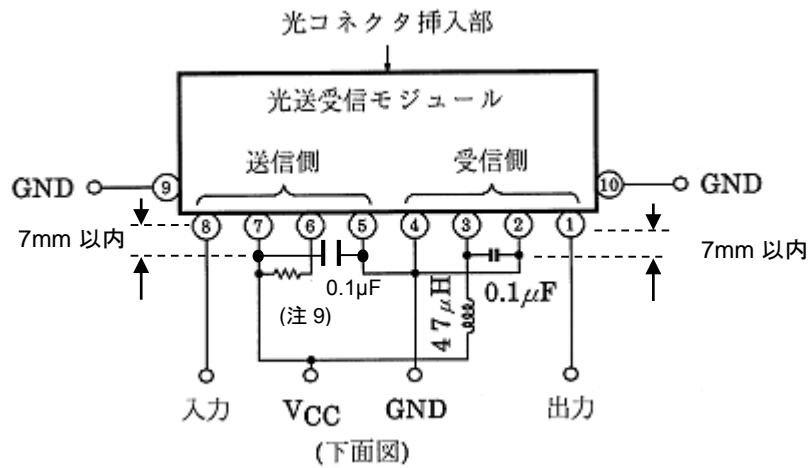 光コネクタ挿入部
光送受信モジュール
送信側 受信側
GND ⑨ ⑩ GND
⑧ ⑦ ⑥ ⑤ ④ ③ ② ①
7mm 以内 7mm 以内
0.1μF 0.1μF
(注 9) 47μH
入力 VCC GND 出力
(下面図)